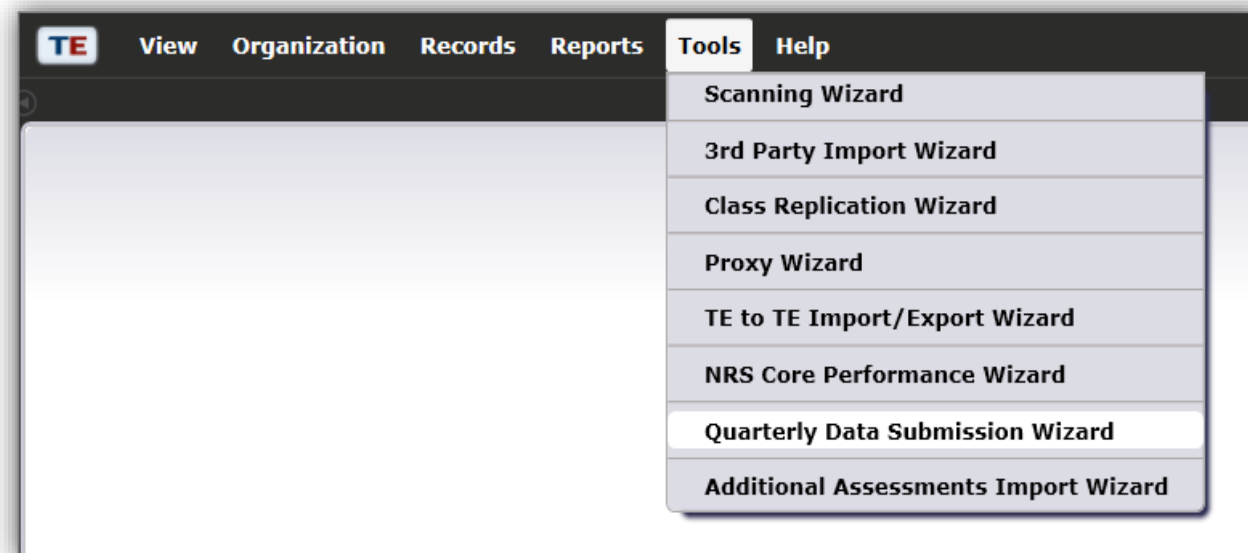 TE View Organization Records Reports Tools Help
Scanning Wizard
3rd Party Import Wizard
Class Replication Wizard
Proxy Wizard
TE to TE Import/Export Wizard
NRS Core Performance Wizard
Quarterly Data Submission Wizard
Additional Assessments Import Wizard